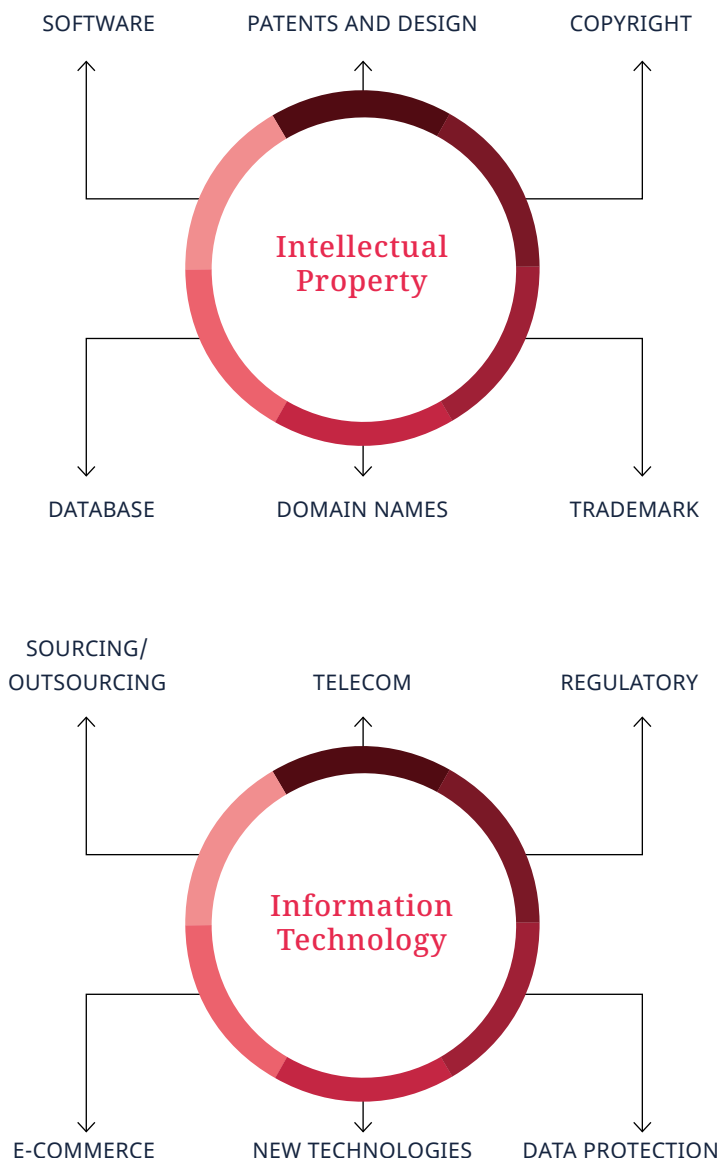 SOFTWARE
PATENTS AND DESIGN
COPYRIGHT
Intellectual
Property
DATABASE
DOMAIN NAMES
TRADEMARK
SOURCING/
OUTSOURCING
TELECOM
REGULATORY
Information
Technology
E-COMMERCE
NEW TECHNOLOGIES
DATA PROTECTION